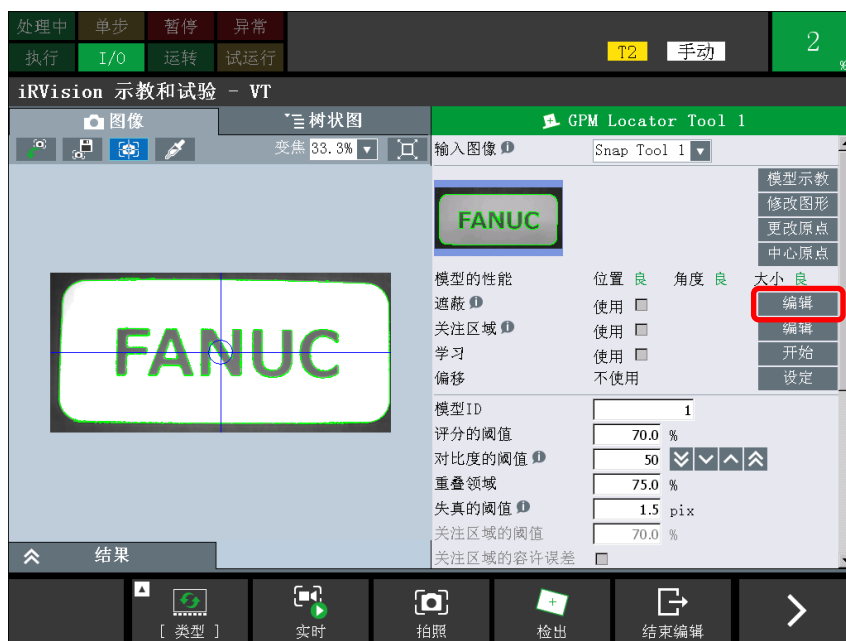 处理中 单步 暂停 异常
执行 I/O 运转 试运行 T2 手动 2 %
iRVision 示教和试验 - VT
图像 树状图 GPM Locator Tool 1
变焦 33.3% 输入图像 Snap Tool 1
模型示教
修改图形
FANUC
更改原点
中心原点
模型的性能 位置 良 角度 良 大小 良
遮蔽 使用 编辑
关注区域 使用 编辑
学习 使用 开始
偏移 不使用 设定
FANUC
模型ID 1
评分的阈值 70.0 %
对比度的阈值 50
重叠领域 75.0 %
失真的阈值 1.5 pix
关注区域的阈值 70.0 %
结果 关注区域的容许误差
[ 类型 ] 实时 拍照 检出 结束编辑